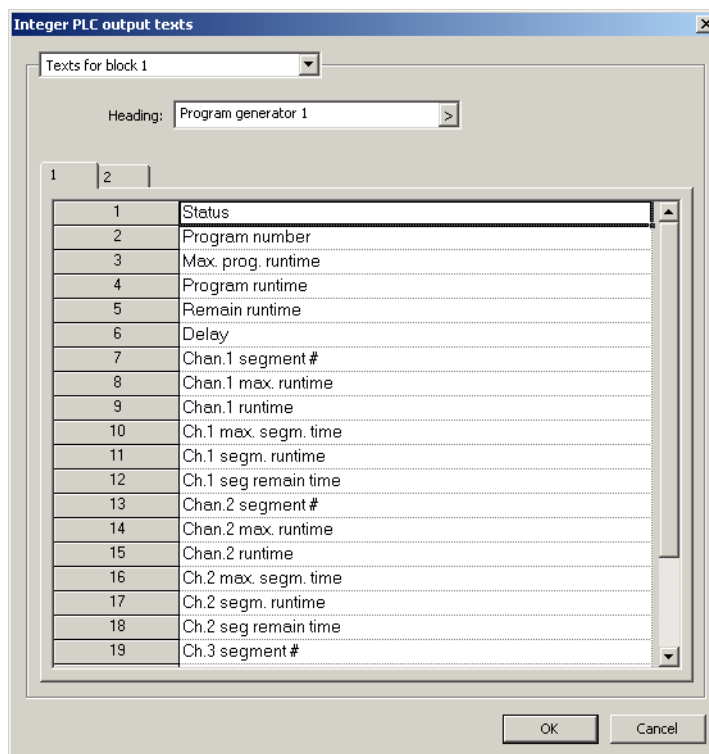 Integer PLC output texts
Texts for block 1
Heading: Program generator 1 >
1 2
1 Status
2 Program number
3 Max. prog. runtime
4 Program runtime
5 Remain runtime
6 Delay
7 Chan.1 segment #
8 Chan.1 max. runtime
9 Chan.1 runtime
10 Ch.1 max. segm. time
11 Ch.1 segm. runtime
12 Ch.1 seg remain time
13 Chan.2 segment #
14 Chan.2 max. runtime
15 Chan.2 runtime
16 Ch.2 max. segm. time
17 Ch.2 segm. runtime
18 Ch.2 seg remain time
19 Ch.3 segment #
OK Cancel